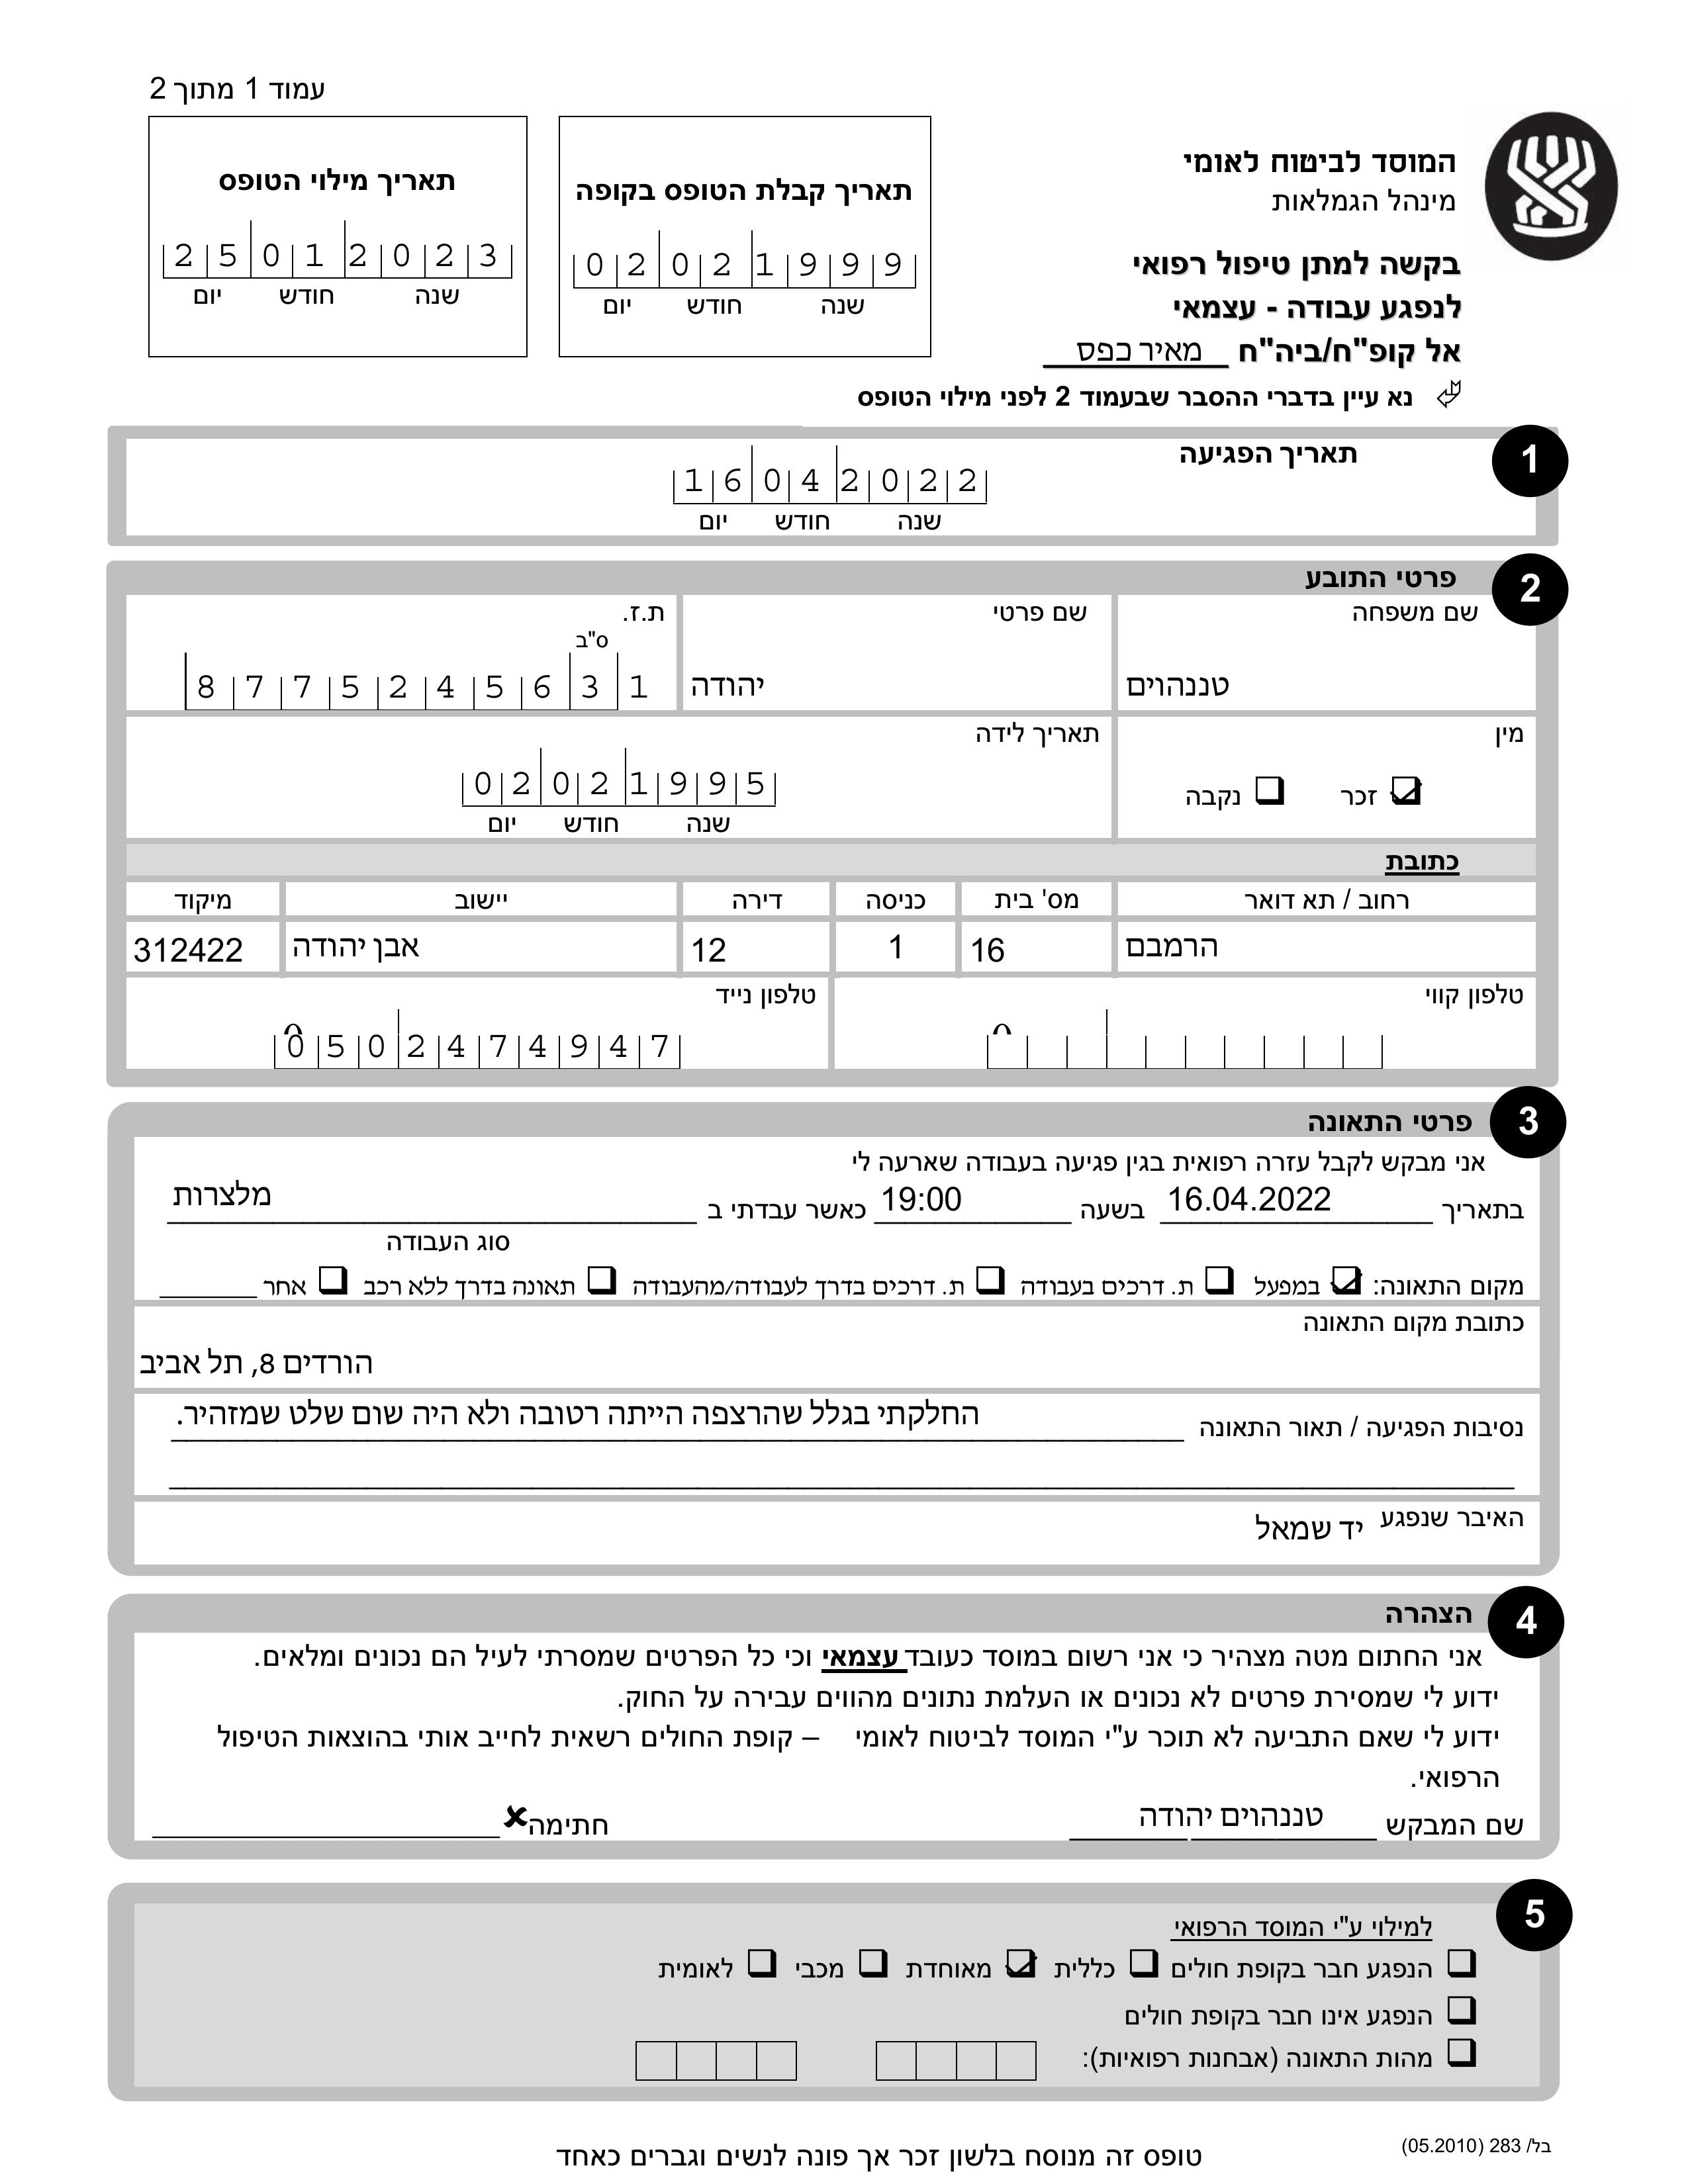 עמוד 1 מתוך 2
המוסד לביטוח לאומי
מינהל הגמלאות
בקשה למתן טיפול רפואי
לנפגע עבודה - עצמאי
אל קופ"ח/ביה"ח מאיר כפס
נא עיין בדברי ההסבר שבעמוד 2 לפני מילוי הטופס
תאריך קבלת הטופס בקופה
0 2 0 2 1 9 9 9
יום חודש שנה
תאריך מילוי הטופס
2 5 0 1 2 0 2 3
יום חודש שנה
1
תאריך הפגיעה
1 6 0 4 2 0 2 2
יום חודש שנה
2
פרטי התובע
שם משפחה
טננהוים
שם פרטי
יהודה
ת.ז.
ס"ב
8 7 7 5 2 4 5 6 3 1
מין
זכר נקבה
תאריך לידה
0 2 0 2 1 9 9 5
יום חודש שנה
כתובת
רחוב / תא דואר מס' בית כניסה דירה יישוב מיקוד
הרמבם 16 1 12 אבן יהודה 312422
טלפון קווי
0
טלפון נייד
0 5 0 2 4 7 4 9 4 7
3
פרטי התאונה
אני מבקש לקבל עזרה רפואית בגין פגיעה בעבודה שארעה לי
בתאריך 16.04.2022 בשעה 19:00 כאשר עבדתי ב מלצרות
סוג העבודה
מקום התאונה: במפעל ת. דרכים בעבודה ת. דרכים בדרך לעבודה/מהעבודה תאונה בדרך ללא רכב אחר
כתובת מקום התאונה
הורדים 8, תל אביב
נסיבות הפגיעה / תאור התאונה החלקתי בגלל שהרצפה הייתה רטובה ולא היה שום שלט שמזהיר.
האיבר שנפגע יד שמאל
4
הצהרה
אני החתום מטה מצהיר כי אני רשום במוסד כעובד עצמאי וכי כל הפרטים שמסרתי לעיל הם נכונים ומלאים.
ידוע לי שמסירת פרטים לא נכונים או העלמת נתונים מהווים עבירה על החוק.
ידוע לי שאם התביעה לא תוכר ע"י המוסד לביטוח לאומי – קופת החולים רשאית לחייב אותי בהוצאות הטיפול
הרפואי.
שם המבקש טננהוים יהודה חתימה
5
למילוי ע"י המוסד הרפואי
הנפגע חבר בקופת חולים כללית מאוחדת מכבי לאומית
הנפגע אינו חבר בקופת חולים
מהות התאונה (אבחנות רפואיות):
בל/ 283 (05.2010)
טופס זה מנוסח בלשון זכר אך פונה לנשים וגברים כאחד